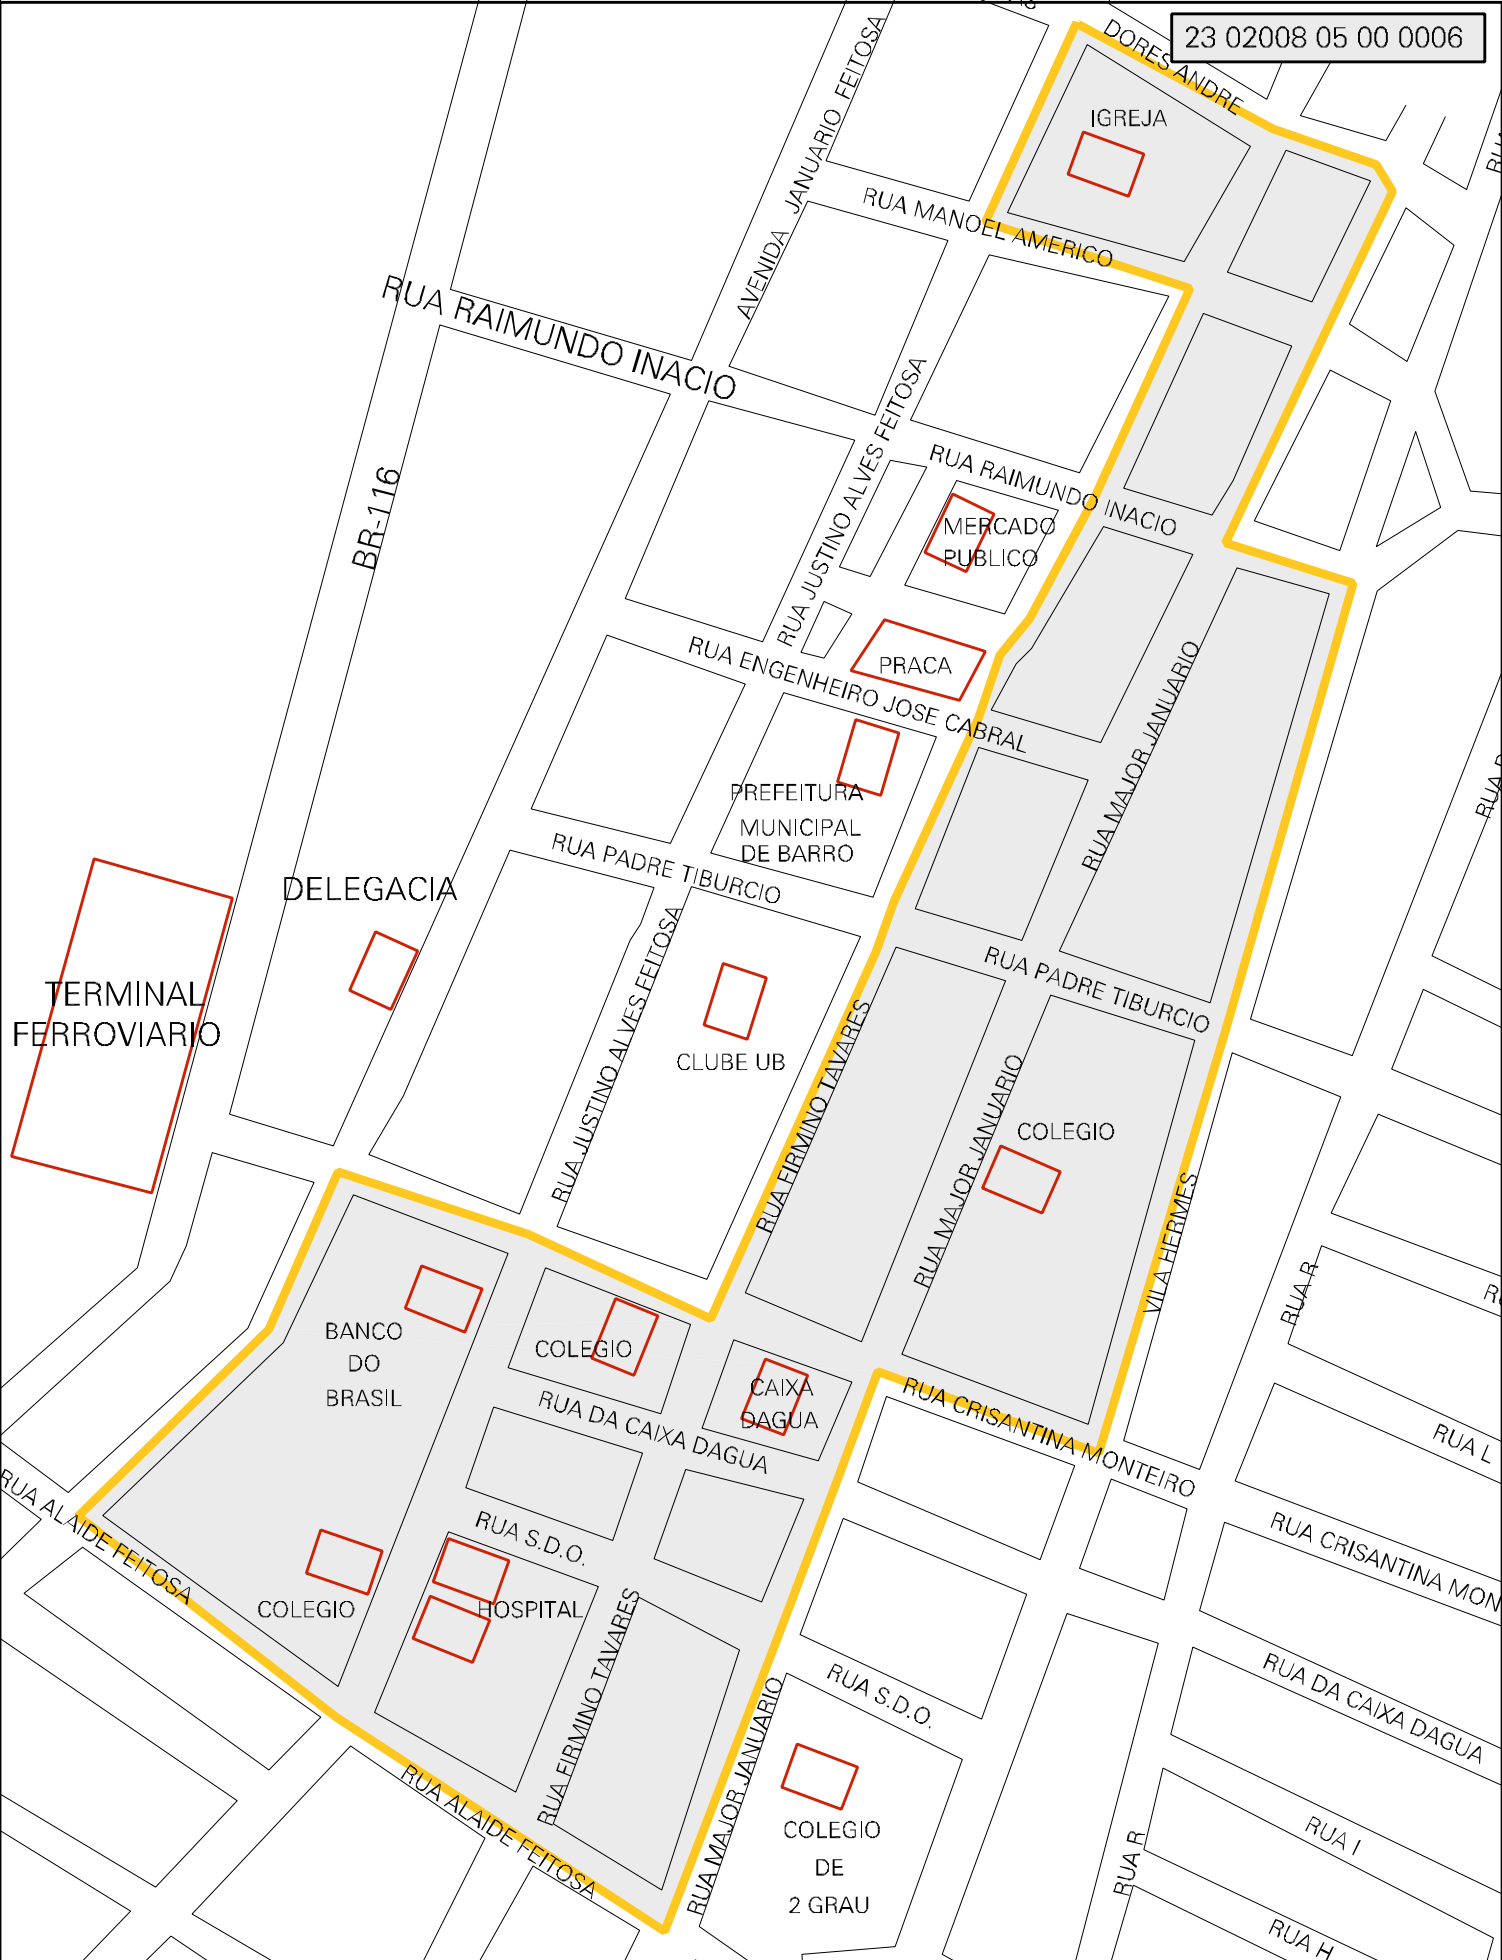 23 02008 05 00 0006
DORES ANDRE
IGREJA
AVENIDA JANUARIO FEITOSA
RUA MANOEL AMERICO
RUA RAIMUNDO INACIO
RUA JUSTINO ALVES FEITOSA
RUA RAIMUNDO INACIO
BR-116
MERCADO
PUBLICO
PRACA
RUA ENGENHEIRO JOSE CABRAL
RUA MAJOR JANUARIO
PREFEITURA
MUNICIPAL
DE BARRO
RUA PADRE TIBURCIO
DELEGACIA
TERMINAL
FERROVIARIO
RUA JUSTINO ALVES FEITOSA
CLUBE UB
RUA PADRE TIBURCIO
RUA FIRMINO TAVARES
RUA MAJOR JANUARIO
COLEGIO
VILA HERMES
RUA R
BANCO
DO
BRASIL
COLEGIO
CAIXA
DAGUA
RUA DA CAIXA DAGUA
RUA CRISANTINA MONTEIRO
RUA L
RUA ALAIDE FEITOSA
RUA S.D.O.
RUA CRISANTINA MON
COLEGIO
HOSPITAL
RUA FIRMINO TAVARES
RUA S.D.O.
RUA DA CAIXA DAGUA
RUA MAJOR JANUARIO
RUA ALAIDE FEITOSA
COLEGIO
DE
2 GRAU
RUA R
RUA I
RUA H